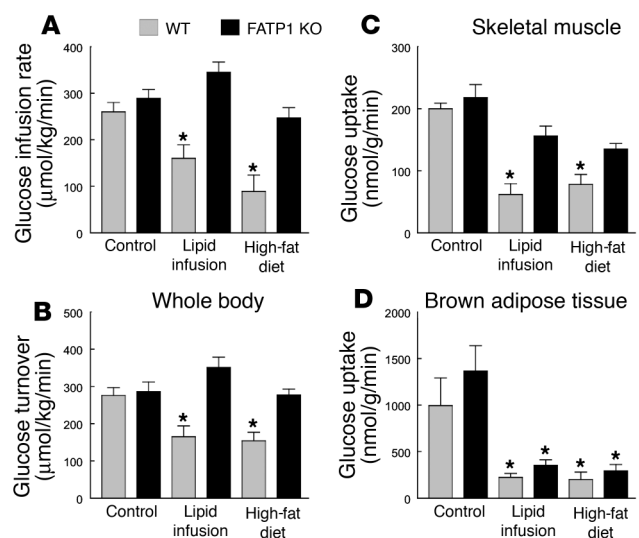 A
WT
FATP1 KO
Glucose infusion rate
(μmol/kg/min)
400
300
200
100
0
*
*
Control
Lipid
infusion
High-fat
diet
C
Skeletal muscle
Glucose uptake
(nmol/g/min)
300
200
100
0
*
*
Control
Lipid
infusion
High-fat
diet
B
Whole body
Glucose turnover
(μmol/kg/min)
500
400
300
200
100
0
*
*
Control
Lipid
infusion
High-fat
diet
D
Brown adipose tissue
Glucose uptake
(nmol/g/min)
2000
1500
1000
500
0
*
*
*
*
Control
Lipid
infusion
High-fat
diet